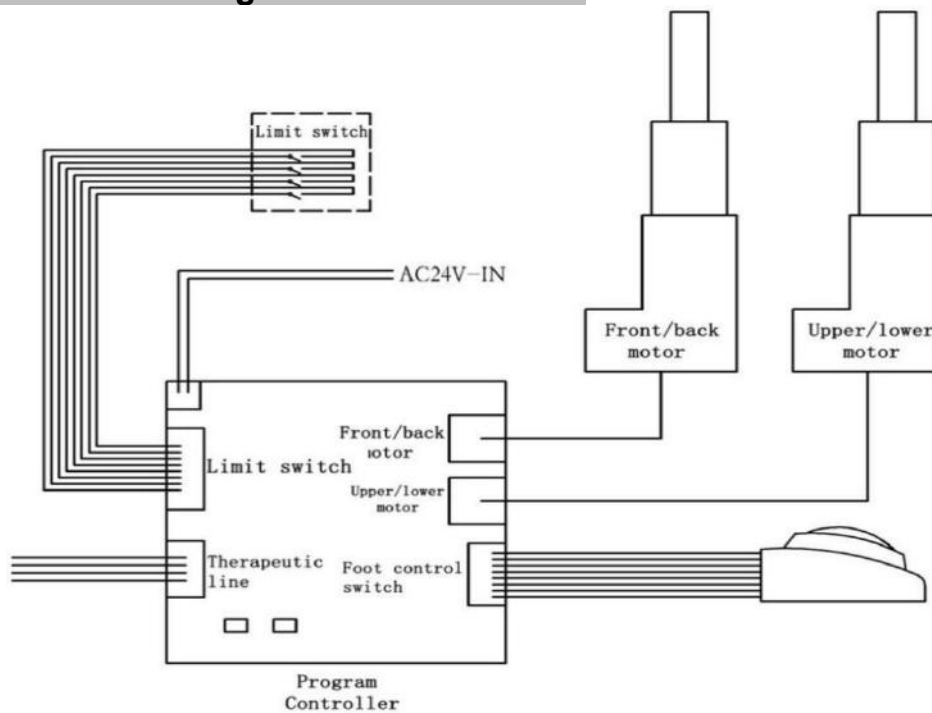 Limit switch
AC24V-IN
Front/back
motor
Upper/lower
motor
Front/back
otor
Limit switch
Upper/lower
motor
Therapeutic
line
Foot control
switch
Program
Controller